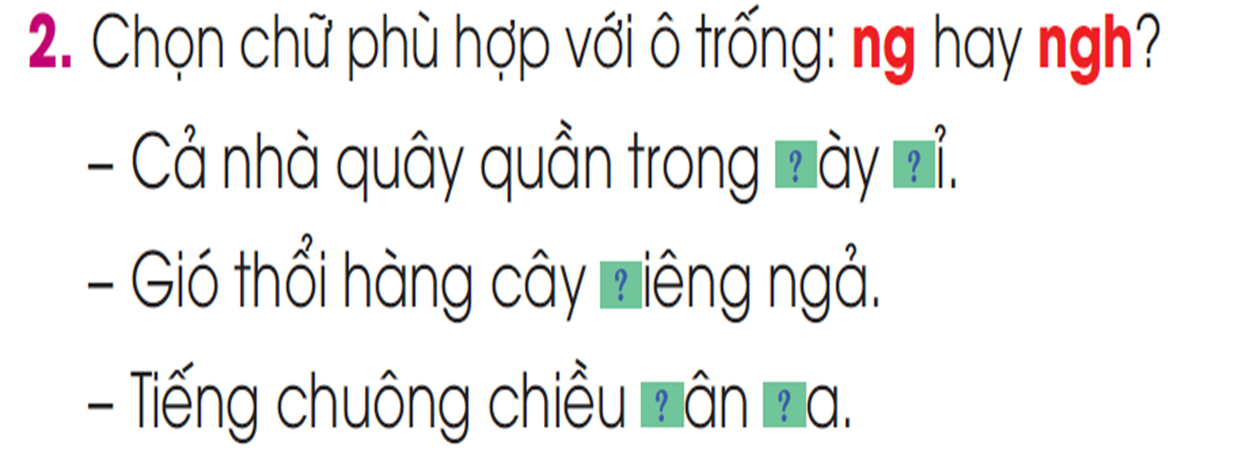 2. Chọn chữ phù hợp với ô trống: ng hay ngh?
– Cả nhà quây quần trong ?ày ?ỉ.
– Gió thổi hàng cây ?iêng ngả.
– Tiếng chuông chiều ?ân ?a.